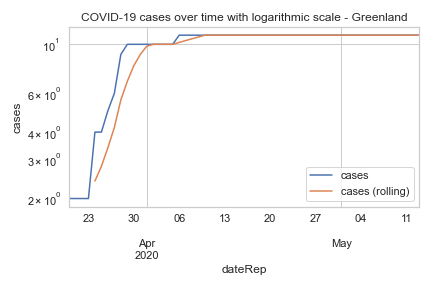 COVID-19 cases over time with logarithmic scale - Greenland
10¹
6 × 10⁰
4 × 10⁰
3 × 10⁰
2 × 10⁰
cases
cases
cases (rolling)
23 30 06 13 20 27 04 11
Apr May
2020
dateRep